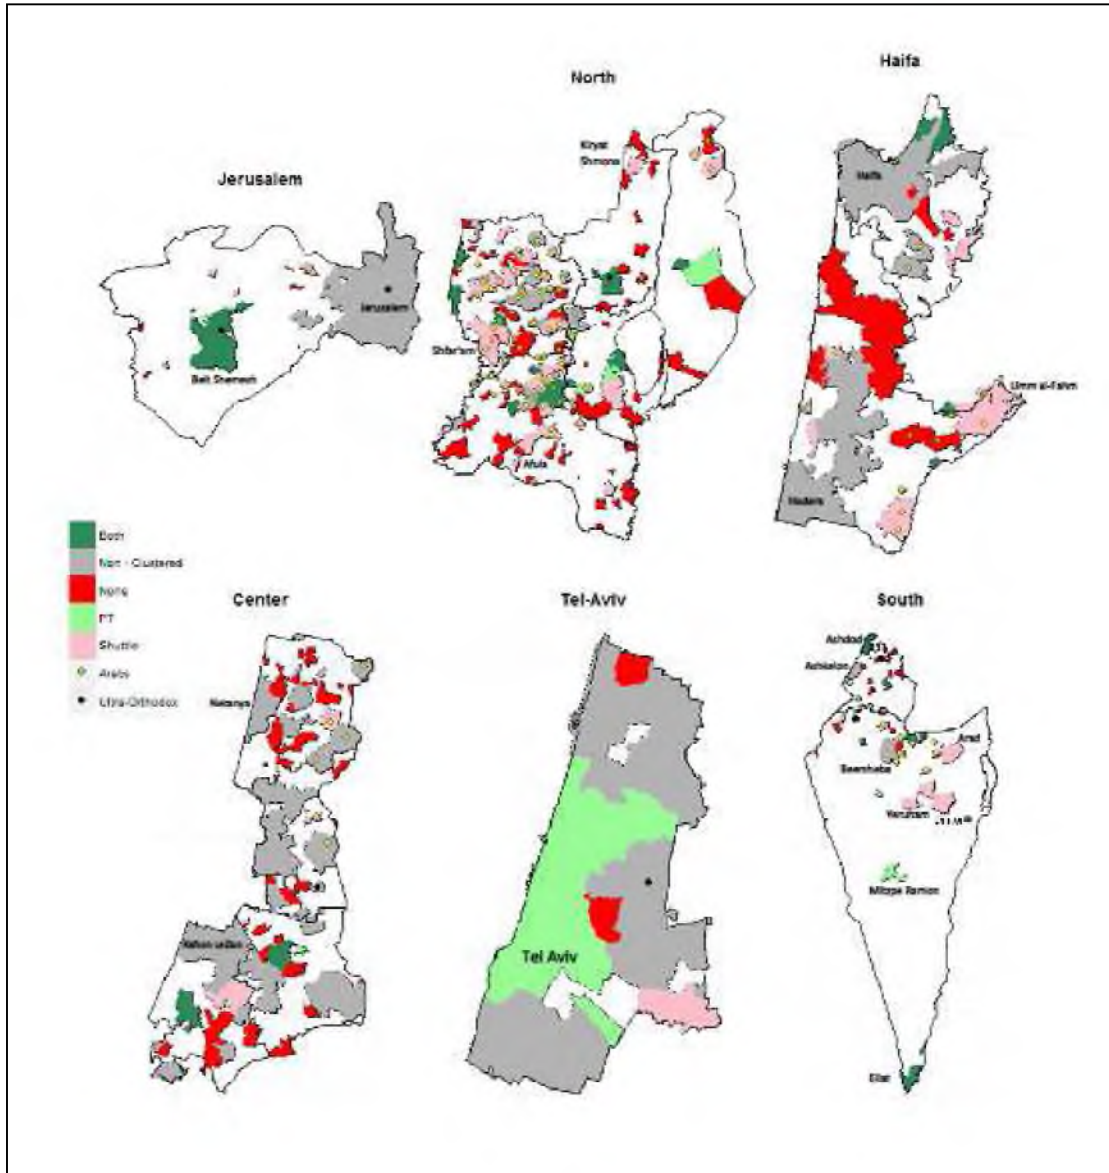 North
Haifa
Kiryat
Shmona
Jerusalem
Haifa
Jerusalem
Beit Shemesh
Umm al-Fahm
Afula
Hadera
Both
Non - Clustered
None
PT
Shuttle
Arabs
Ultra-Orthodox
Center
Tel-Aviv
South
Ashdod
Ashkelon
Netanya
Arad
Beersheba
Yeruham
Mitzpe Ramon
Tel Aviv
Eilat